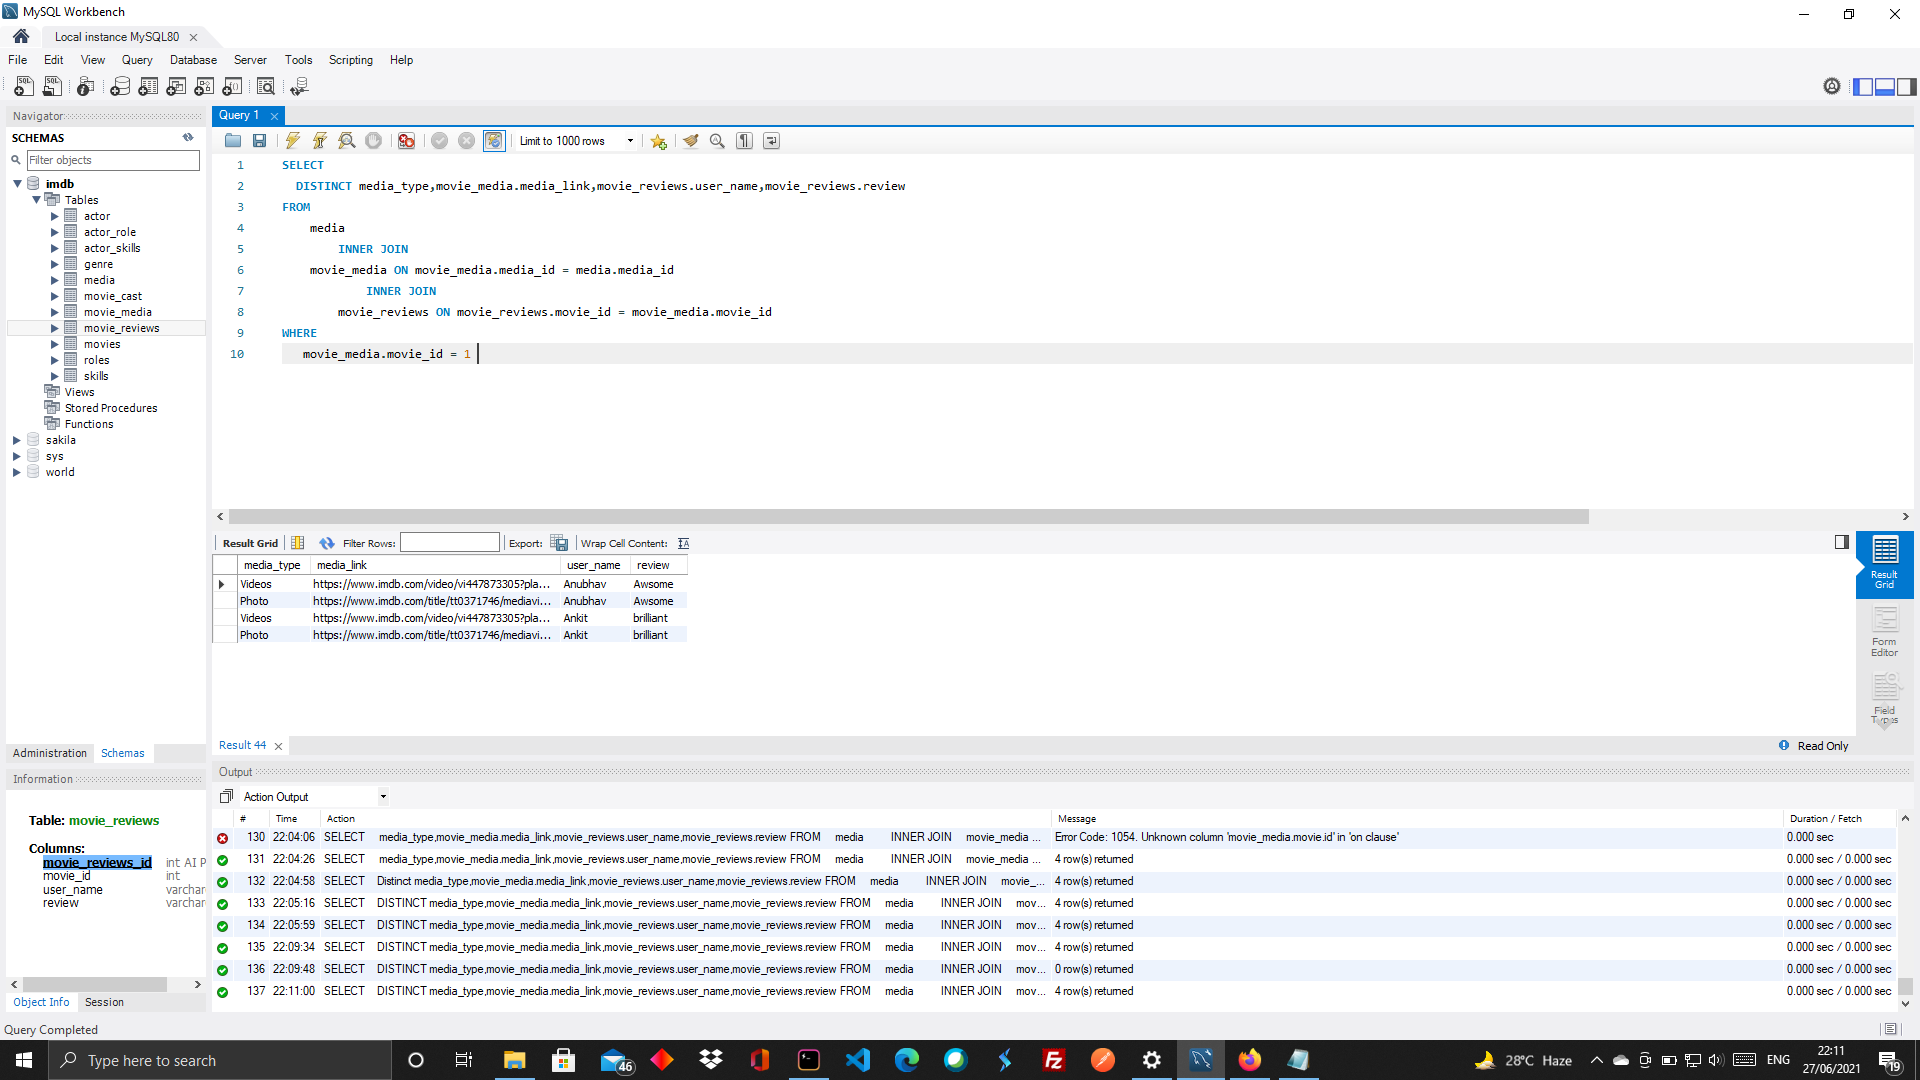 MySQL Workbench
Local instance MySQL80
File Edit View Query Database Server Tools Scripting Help
Navigator
SCHEMAS
Filter objects
imdb
Tables
actor
actor_role
actor_skills
genre
media
movie_cast
movie_media
movie_reviews
movies
roles
skills
Views
Stored Procedures
Functions
sakila
sys
world
Administration Schemas
Information
Table: movie_reviews
Columns:
movie_reviews_id int AI P
movie_id int
user_name varchar
review varchar
Object Info Session
Query 1
Limit to 1000 rows
1 SELECT
2 DISTINCT media_type,movie_media.media_link,movie_reviews.user_name,movie_reviews.review
3 FROM
4 media
5 INNER JOIN
6 movie_media ON movie_media.media_id = media.media_id
7 INNER JOIN
8 movie_reviews ON movie_reviews.movie_id = movie_media.movie_id
9 WHERE
10 movie_media.movie_id = 1
Result Grid Filter Rows: Export: Wrap Cell Content:
media_type media_link user_name review
Videos https://www.imdb.com/video/vi447873305?pla... Anubhav Awsome
Photo https://www.imdb.com/title/tt0371746/mediavi... Anubhav Awsome
Videos https://www.imdb.com/video/vi447873305?pla... Ankit brilliant
Photo https://www.imdb.com/title/tt0371746/mediavi... Ankit brilliant
Result Grid
Form Editor
Field Types
Result 44
Read Only
Output
Action Output
# Time Action Message Duration / Fetch
130 22:04:06 SELECT media_type,movie_media.media_link,movie_reviews.user_name,movie_reviews.review FROM media INNER JOIN movie_media ... Error Code: 1054. Unknown column 'movie_media.movie.id' in 'on clause' 0.000 sec
131 22:04:26 SELECT media_type,movie_media.media_link,movie_reviews.user_name,movie_reviews.review FROM media INNER JOIN movie_media ... 4 row(s) returned 0.000 sec / 0.000 sec
132 22:04:58 SELECT Distinct media_type,movie_media.media_link,movie_reviews.user_name,movie_reviews.review FROM media INNER JOIN movie_... 4 row(s) returned 0.000 sec / 0.000 sec
133 22:05:16 SELECT DISTINCT media_type,movie_media.media_link,movie_reviews.user_name,movie_reviews.review FROM media INNER JOIN mov... 4 row(s) returned 0.000 sec / 0.000 sec
134 22:05:59 SELECT DISTINCT media_type,movie_media.media_link,movie_reviews.user_name,movie_reviews.review FROM media INNER JOIN mov... 4 row(s) returned 0.000 sec / 0.000 sec
135 22:09:34 SELECT DISTINCT media_type,movie_media.media_link,movie_reviews.user_name,movie_reviews.review FROM media INNER JOIN mov... 4 row(s) returned 0.000 sec / 0.000 sec
136 22:09:48 SELECT DISTINCT media_type,movie_media.media_link,movie_reviews.user_name,movie_reviews.review FROM media INNER JOIN mov... 0 row(s) returned 0.000 sec / 0.000 sec
137 22:11:00 SELECT DISTINCT media_type,movie_media.media_link,movie_reviews.user_name,movie_reviews.review FROM media INNER JOIN mov... 4 row(s) returned 0.000 sec / 0.000 sec
Query Completed
Type here to search
46
28°C Haze
ENG
22:11
27/06/2021
19